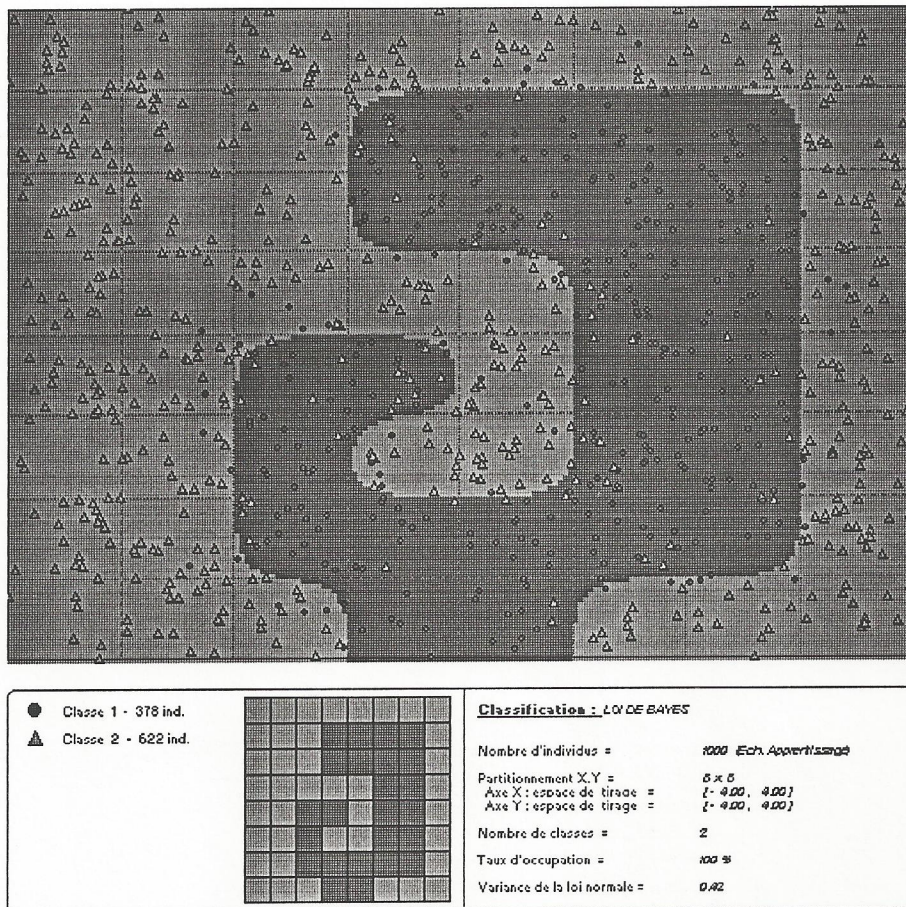 Classe 1 - 378 ind.
Classe 2 - 622 ind.
Classification : LOI DE BAYES
Nombre d'individus = 1000 (Ech. Apprentissage)
Partitionnement X,Y = 8 x 8
Axe X : espace de tirage = [- 4.00 , 4.00]
Axe Y : espace de tirage = [- 4.00 , 4.00]
Nombre de classes = 2
Taux d'occupation = 100 %
Variance de la loi normale =